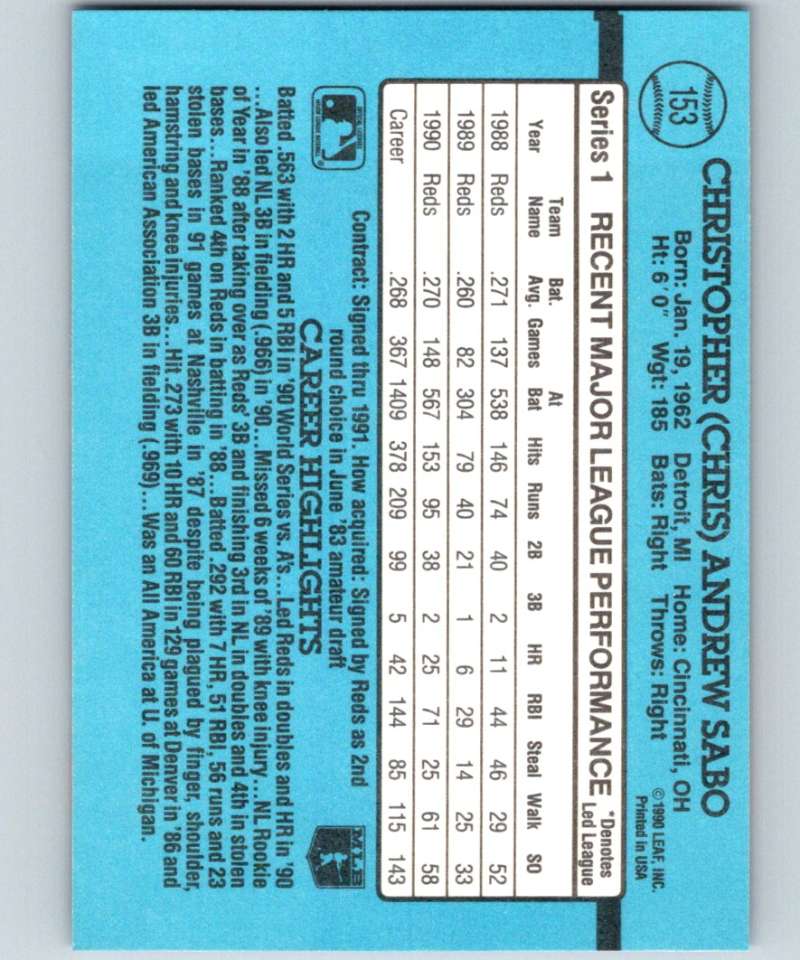 153
CHRISTOPHER (CHRIS) ANDREW SABO
Born: Jan. 19, 1962 Detroit, MI Home: Cincinnati, OH
Ht: 6' 0" Wgt: 185 Bats: Right Throws: Right
©1990 LEAF, INC.
Printed in USA
Series 1 RECENT MAJOR LEAGUE PERFORMANCE *Denotes Led League
Year Team Name Bat. Avg. Games At Bat Hits Runs 2B 3B HR RBI Steal Walk SO
1988 Reds .271 137 538 146 74 40 2 11 44 46 29 52
1989 Reds .260 82 304 79 40 21 1 6 29 14 25 33
1990 Reds .270 148 567 153 95 38 2 25 71 25 61 58
Career .268 367 1409 378 209 99 5 42 144 85 115 143
OFFICIAL LICENSEE
MAJOR LEAGUE BASEBALL
Contract: Signed thru 1991. How acquired: Signed by Reds as 2nd
round choice in June '83 amateur draft
CAREER HIGHLIGHTS
Batted .563 with 2 HR and 5 RBI in '90 World Series vs. A's...Led Reds in doubles and HR in '90
...Also led NL 3B in fielding (.966) in '90...Missed 6 weeks of '89 with knee injury...NL Rookie
of Year in '88 after taking over as Reds' 3B and finishing 3rd in NL in doubles and 4th in stolen
bases...Ranked 4th on Reds in batting in '88...Batted .292 with 7 HR, 51 RBI, 56 runs and 23
stolen bases in 91 games at Nashville in '87 despite being plagued by finger, shoulder,
hamstring and knee injuries...Hit .273 with 10 HR and 60 RBI in 129 games at Denver in '86 and
led American Association 3B in fielding (.969)...Was an All America at U. of Michigan.